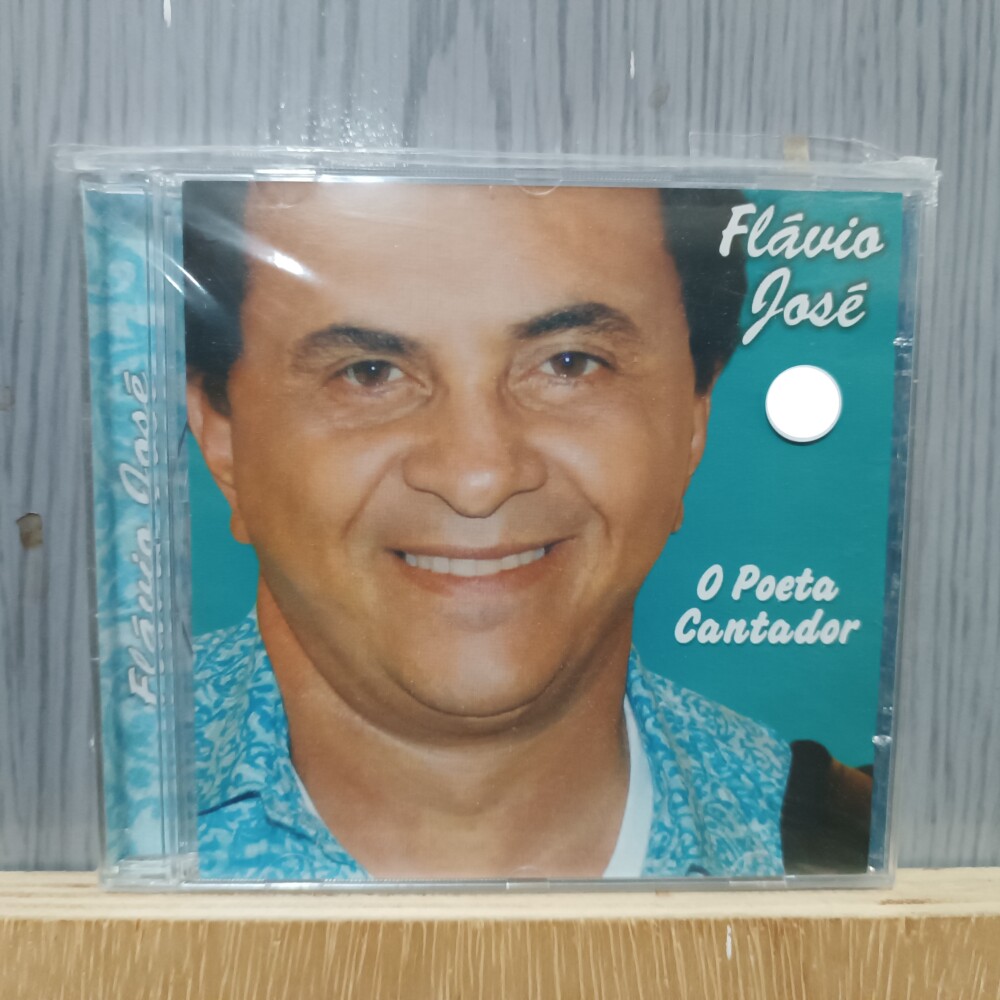 Flávio
José
O Poeta
Cantador
Flávio José